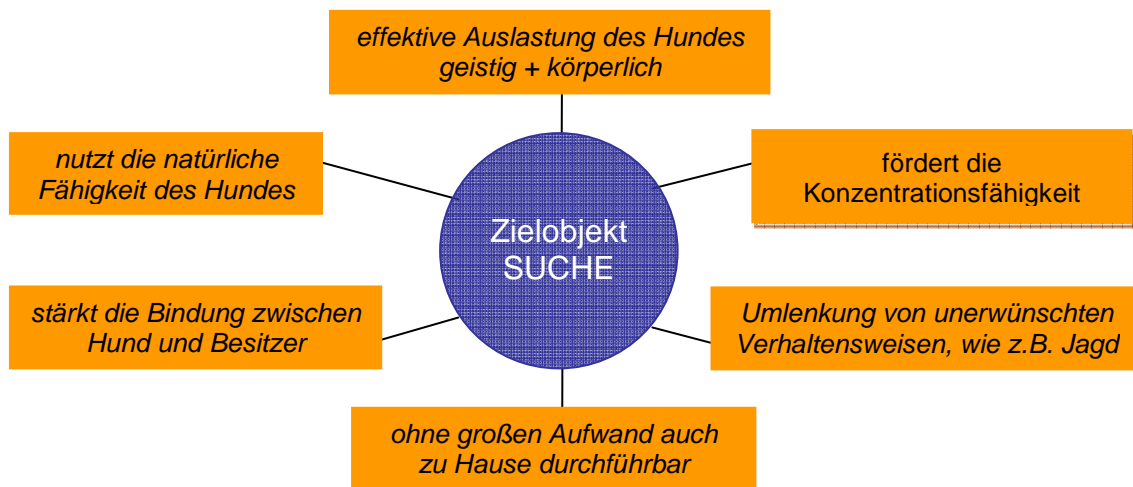 effektive Auslastung des Hundes
geistig + körperlich
nutzt die natürliche
Fähigkeit des Hundes
fördert die
Konzentrationsfähigkeit
Zielobjekt
SUCHE
stärkt die Bindung zwischen
Hund und Besitzer
Umlenkung von unerwünschten
Verhaltensweisen, wie z.B. Jagd
ohne großen Aufwand auch
zu Hause durchführbar